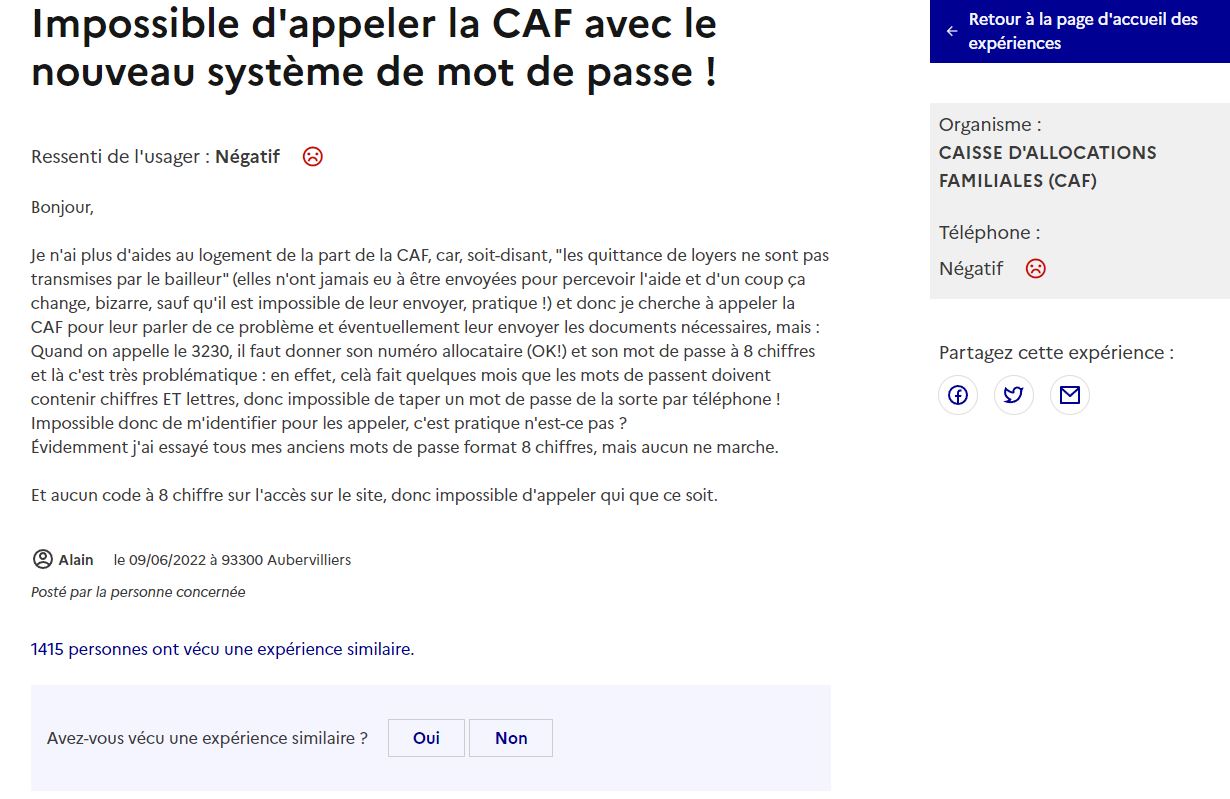 Impossible d'appeler la CAF avec le
nouveau système de mot de passe !
Ressenti de l'usager : Négatif
Bonjour,
Je n'ai plus d'aides au logement de la part de la CAF, car, soit-disant, "les quittance de loyers ne sont pas
transmises par le bailleur" (elles n'ont jamais eu à être envoyées pour percevoir l'aide et d'un coup ça
change, bizarre, sauf qu'il est impossible de leur envoyer, pratique !) et donc je cherche à appeler la
CAF pour leur parler de ce problème et éventuellement leur envoyer les documents nécessaires, mais :
Quand on appelle le 3230, il faut donner son numéro allocataire (OK!) et son mot de passe à 8 chiffres
et là c'est très problématique : en effet, celà fait quelques mois que les mots de passent doivent
contenir chiffres ET lettres, donc impossible de taper un mot de passe de la sorte par téléphone !
Impossible donc de m'identifier pour les appeler, c'est pratique n'est-ce pas ?
Évidemment j'ai essayé tous mes anciens mots de passe format 8 chiffres, mais aucun ne marche.
Et aucun code à 8 chiffre sur l'accès sur le site, donc impossible d'appeler qui que ce soit.
Alain le 09/06/2022 à 93300 Aubervilliers
Posté par la personne concernée
1415 personnes ont vécu une expérience similaire.
Avez-vous vécu une expérience similaire ? Oui Non
← Retour à la page d'accueil des
expériences
Organisme :
CAISSE D'ALLOCATIONS
FAMILIALES (CAF)
Téléphone :
Négatif
Partagez cette expérience :